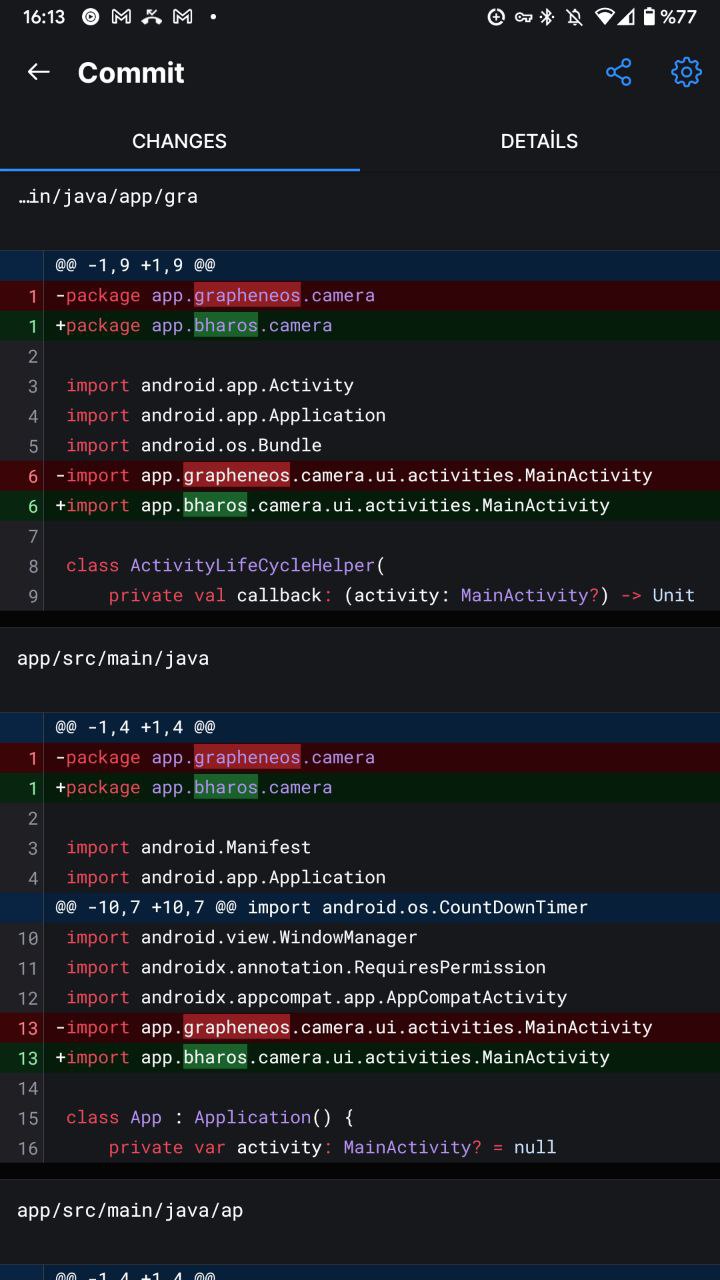 16:13 %77
Commit
CHANGES DETAİLS
…in/java/app/gra
@@ -1,9 +1,9 @@
1 -package app.grapheneos.camera
1 +package app.bharos.camera
2
3 import android.app.Activity
4 import android.app.Application
5 import android.os.Bundle
6 -import app.grapheneos.camera.ui.activities.MainActivity
6 +import app.bharos.camera.ui.activities.MainActivity
7
8 class ActivityLifeCycleHelper(
9 private val callback: (activity: MainActivity?) -> Unit
app/src/main/java
@@ -1,4 +1,4 @@
1 -package app.grapheneos.camera
1 +package app.bharos.camera
2
3 import android.Manifest
4 import android.app.Application
@@ -10,7 +10,7 @@ import android.os.CountDownTimer
10 import android.view.WindowManager
11 import androidx.annotation.RequiresPermission
12 import androidx.appcompat.app.AppCompatActivity
13 -import app.grapheneos.camera.ui.activities.MainActivity
13 +import app.bharos.camera.ui.activities.MainActivity
14
15 class App : Application() {
16 private var activity: MainActivity? = null
app/src/main/java/ap
@@ -1,4 +1,4 @@